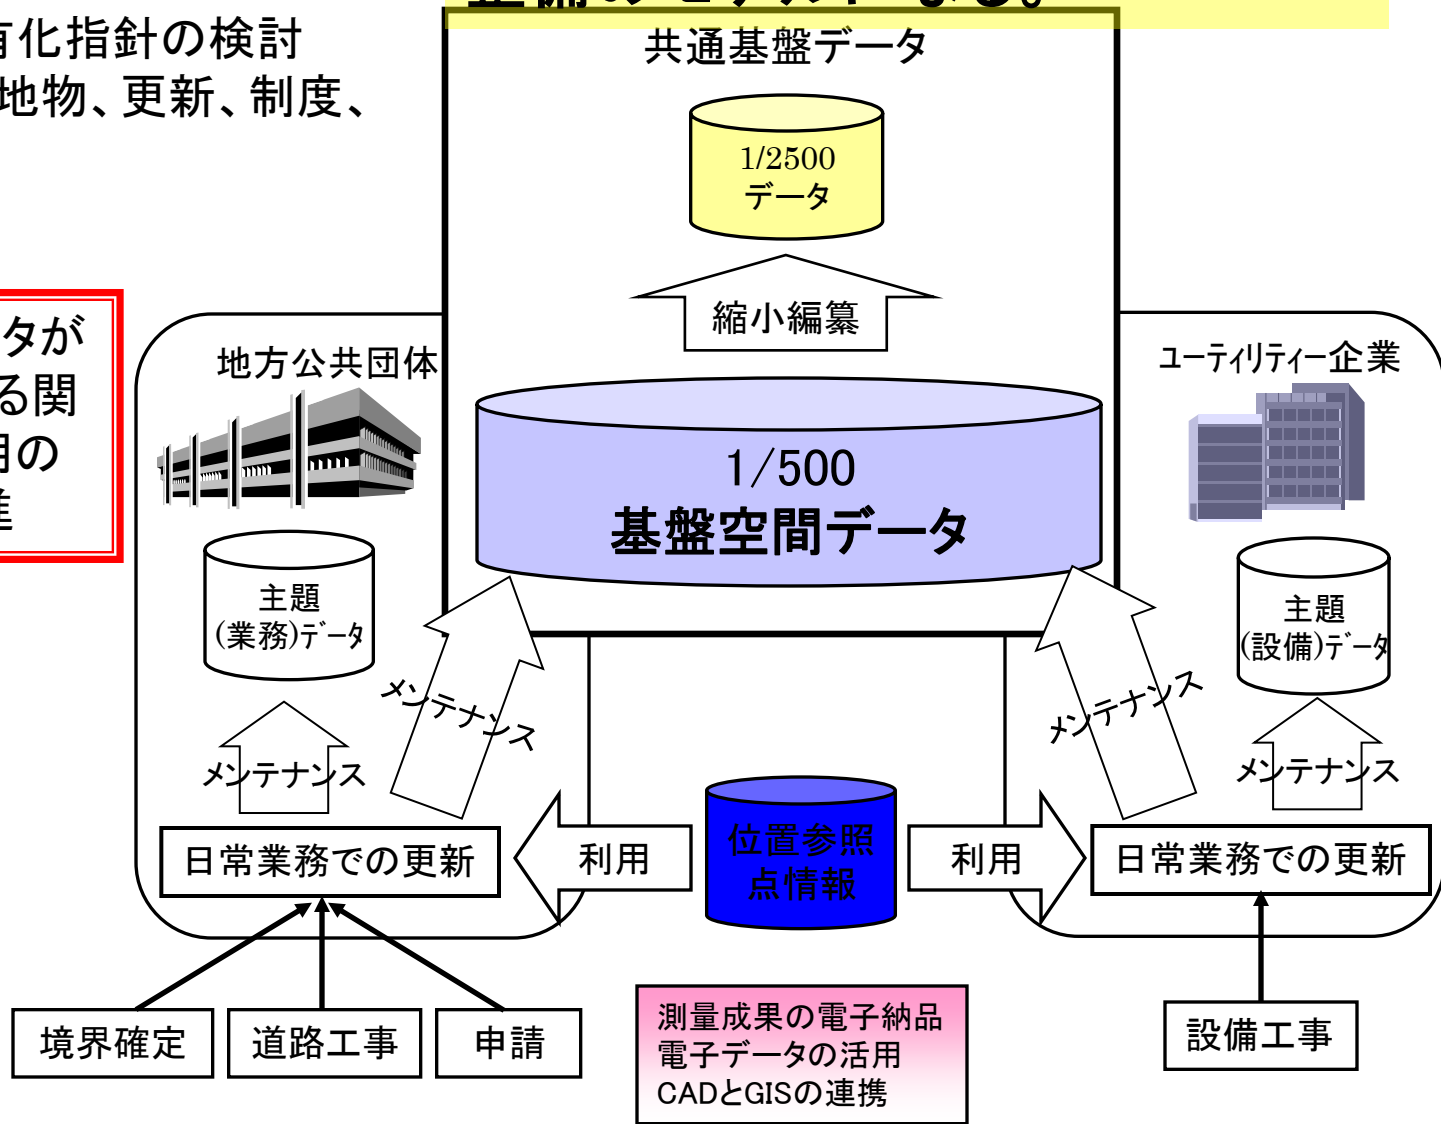 有化指針の検討
地物、更新、制度、
共通基盤データ
1/2500
データ
縮小編纂
タが
る関
用の
進
地方公共団体
ユーティリティー企業
1/500
基盤空間データ
主題
(業務)データ
主題
(設備)データ
メンテナンス
メンテナンス
メンテナンス
メンテナンス
日常業務での更新
利用
位置参照
点情報
利用
日常業務での更新
境界確定
道路工事
申請
測量成果の電子納品
電子データの活用
CADとGISの連携
設備工事